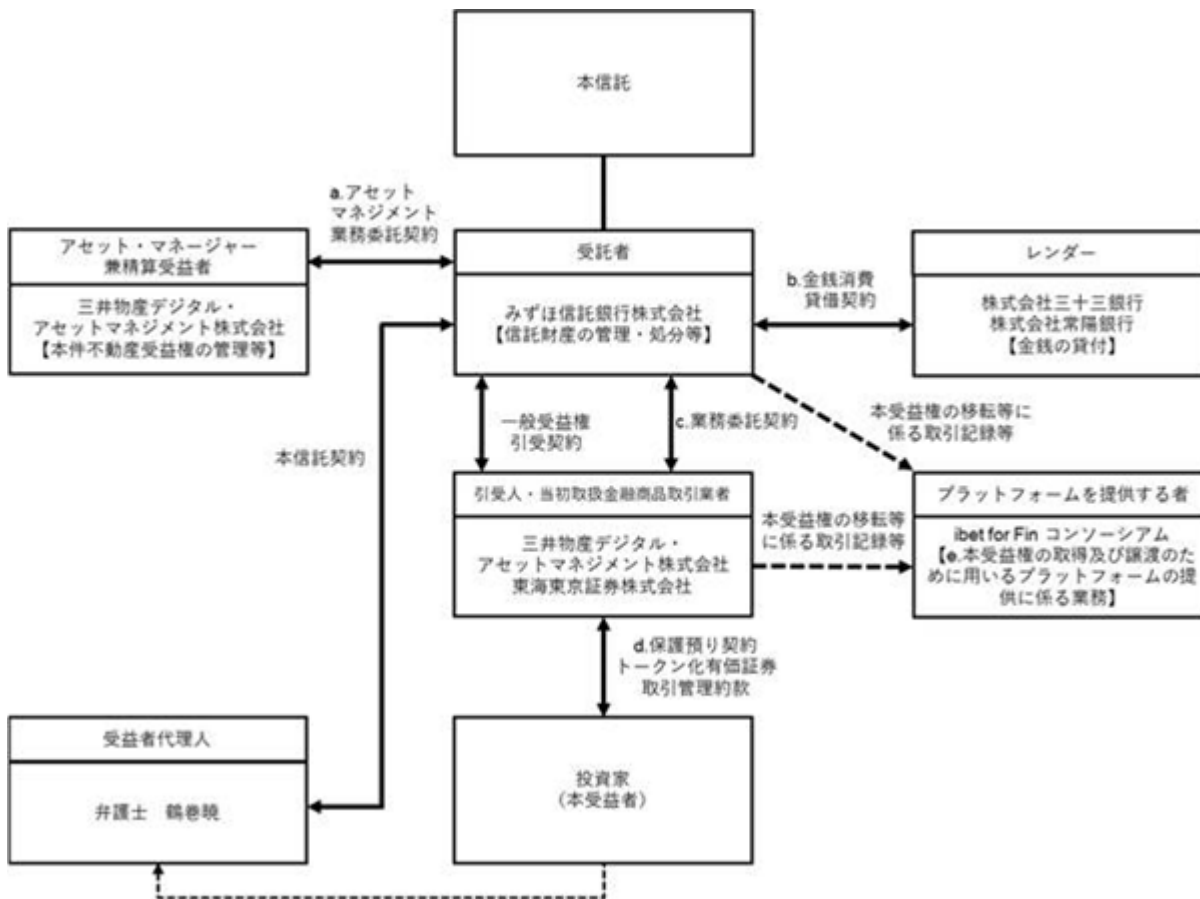 本信託
a.アセット
マネジメント
業務委託契約
アセット・マネージャー
兼精算受益者
三井物産デジタル・
アセットマネジメント株式会社
【本件不動産受益権の管理等】
受託者
みずほ信託銀行株式会社
【信託財産の管理・処分等】
b.金銭消費
貸借契約
レンダー
株式会社三十三銀行
株式会社常陽銀行
【金銭の貸付】
本信託契約
一般受益権
引受契約
c.業務委託契約
本受益権の移転等に
係る取引記録等
引受人・当初取扱金融商品取引業者
三井物産デジタル・
アセットマネジメント株式会社
東海東京証券株式会社
本受益権の移転等
に係る取引記録等
プラットフォームを提供する者
ibet for Fin コンソーシアム
【e.本受益権の取得及び譲渡のた
めに用いるプラットフォームの提
供に係る業務】
d.保護預り契約
トークン化有価証券
取引管理約款
受益者代理人
弁護士　鶴巻暁
投資家
（本受益者）